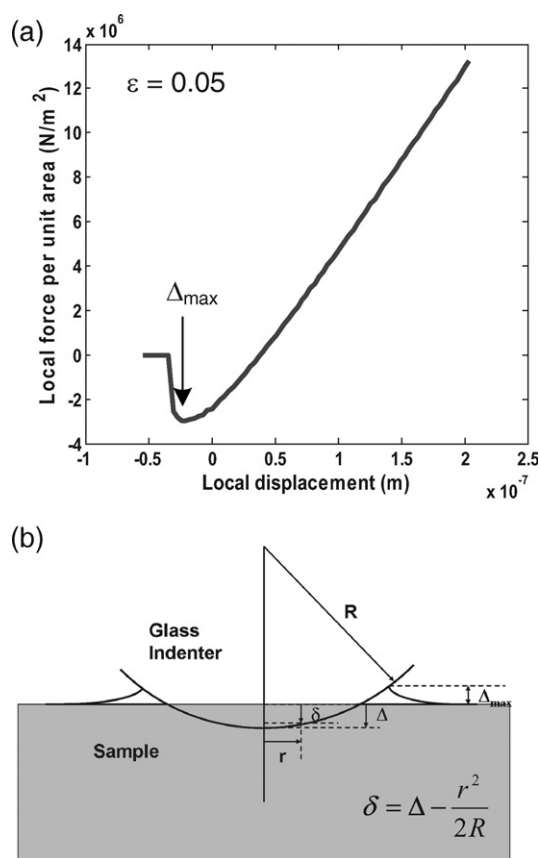 (a)
× 10⁶
14
12
10
8
6
4
2
0
-2
-4
Local force per unit area (N/m²)
ε = 0.05
Δmax
-1 -0.5 0 0.5 1 1.5 2 2.5
Local displacement (m)
× 10⁻⁷
(b)
Glass
Indenter
R
Δmax
δ Δ
r
Sample
δ = Δ − r²/2R